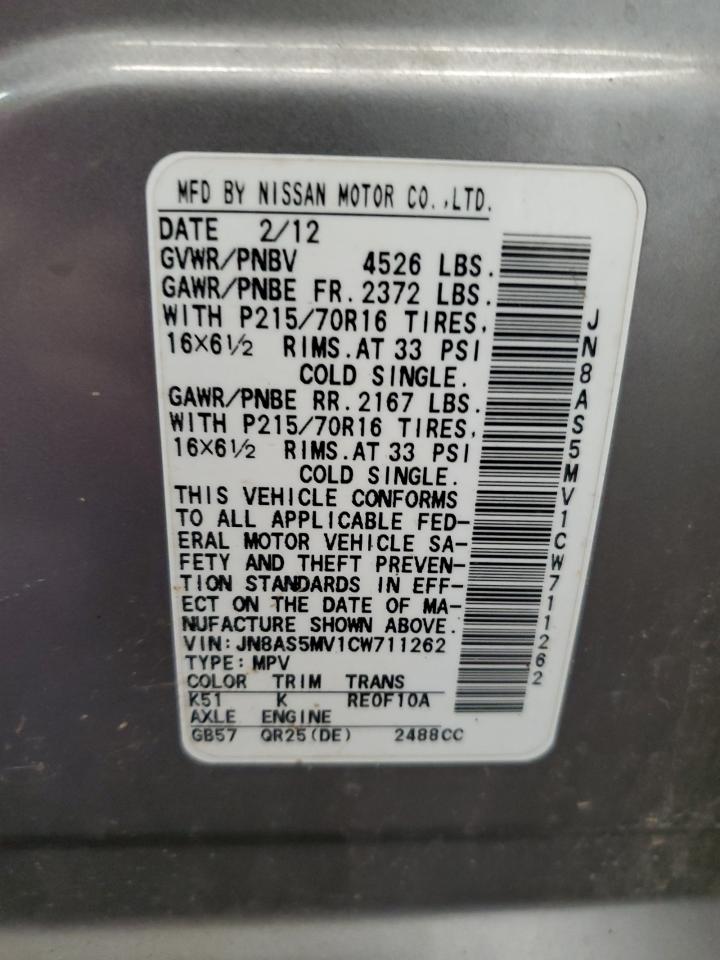 MFD BY NISSAN MOTOR CO.,LTD.
DATE 2/12
GVWR/PNBV 4526 LBS.
GAWR/PNBE FR. 2372 LBS.
WITH P215/70R16 TIRES,
16X6½ RIMS. AT 33 PSI
COLD SINGLE.
GAWR/PNBE RR. 2167 LBS.
WITH P215/70R16 TIRES,
16X6½ RIMS. AT 33 PSI
COLD SINGLE.
THIS VEHICLE CONFORMS
TO ALL APPLICABLE FED-
ERAL MOTOR VEHICLE SA-
FETY AND THEFT PREVEN-
TION STANDARDS IN EFF-
ECT ON THE DATE OF MA-
NUFACTURE SHOWN ABOVE.
VIN: JN8AS5MV1CW711262
TYPE: MPV
COLOR TRIM TRANS
K51 K RE0F10A
AXLE ENGINE
GB57 QR25(DE) 2488CC
JN8AS5MV1CW711262